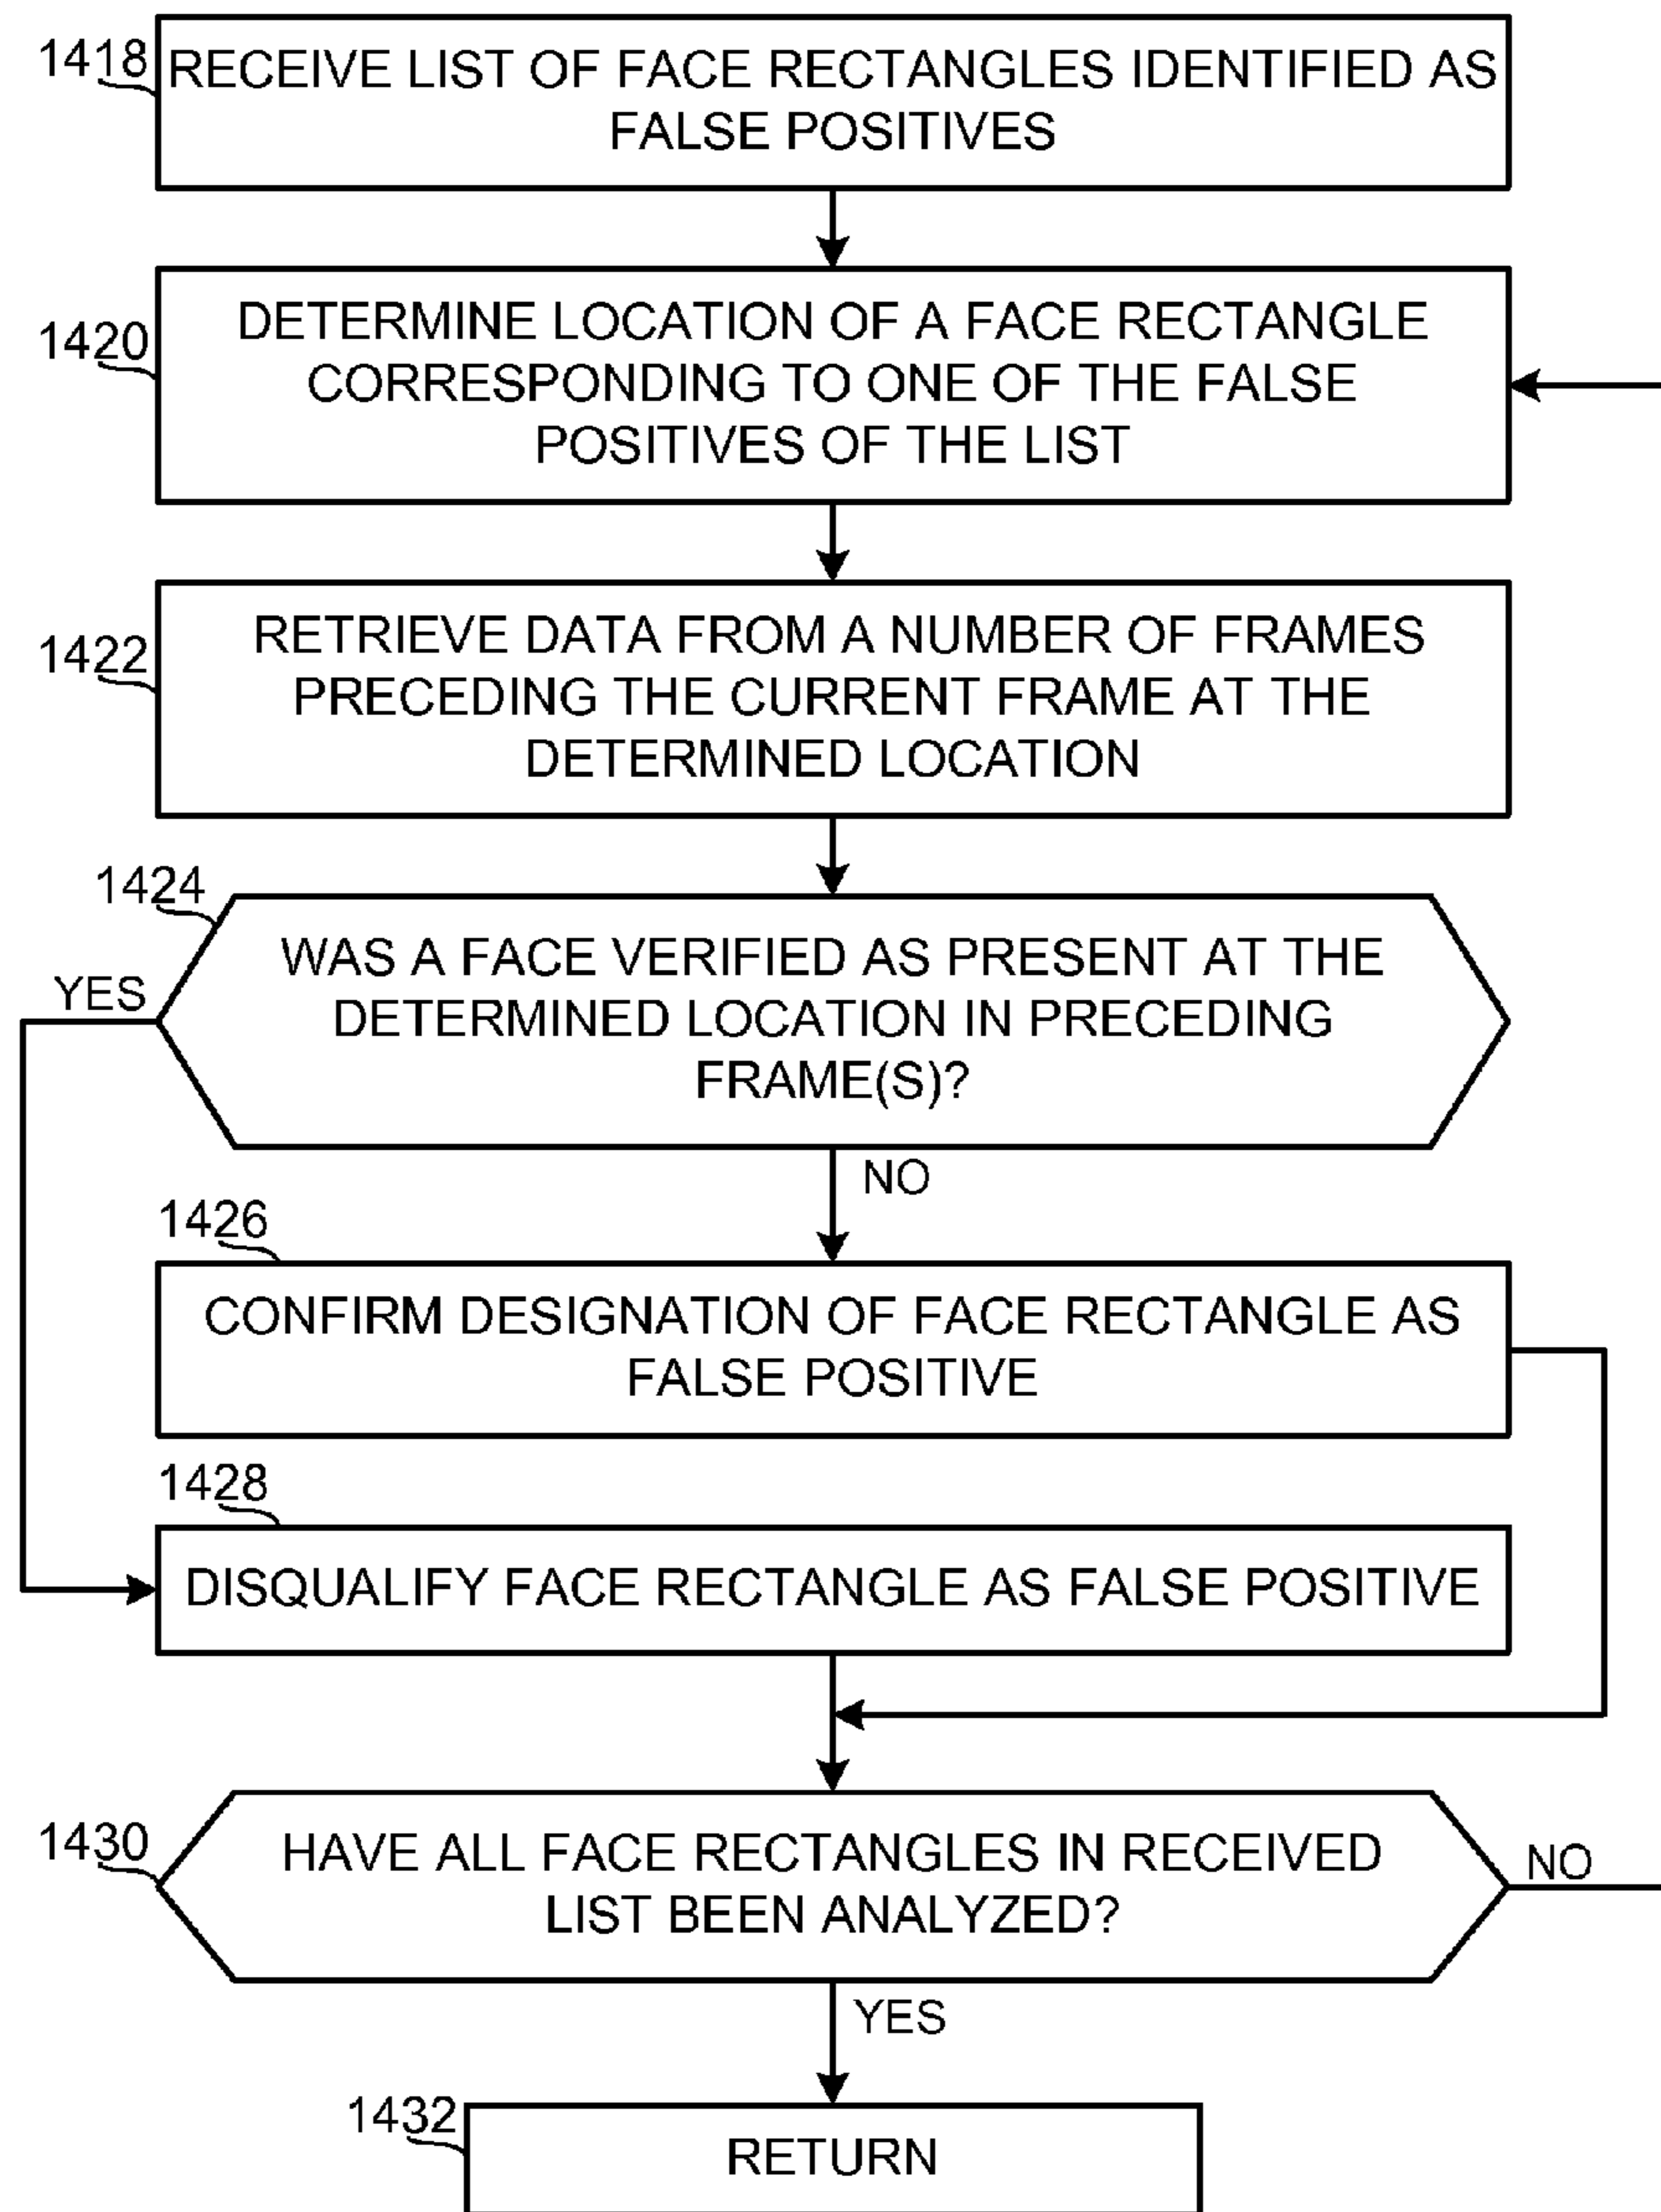 1418
RECEIVE LIST OF FACE RECTANGLES IDENTIFIED AS
FALSE POSITIVES
1420
DETERMINE LOCATION OF A FACE RECTANGLE
CORRESPONDING TO ONE OF THE FALSE
POSITIVES OF THE LIST
1422
RETRIEVE DATA FROM A NUMBER OF FRAMES
PRECEDING THE CURRENT FRAME AT THE
DETERMINED LOCATION
1424
WAS A FACE VERIFIED AS PRESENT AT THE
DETERMINED LOCATION IN PRECEDING
FRAME(S)?
YES
NO
1426
CONFIRM DESIGNATION OF FACE RECTANGLE AS
FALSE POSITIVE
1428
DISQUALIFY FACE RECTANGLE AS FALSE POSITIVE
1430
HAVE ALL FACE RECTANGLES IN RECEIVED
LIST BEEN ANALYZED?
NO
YES
1432
RETURN